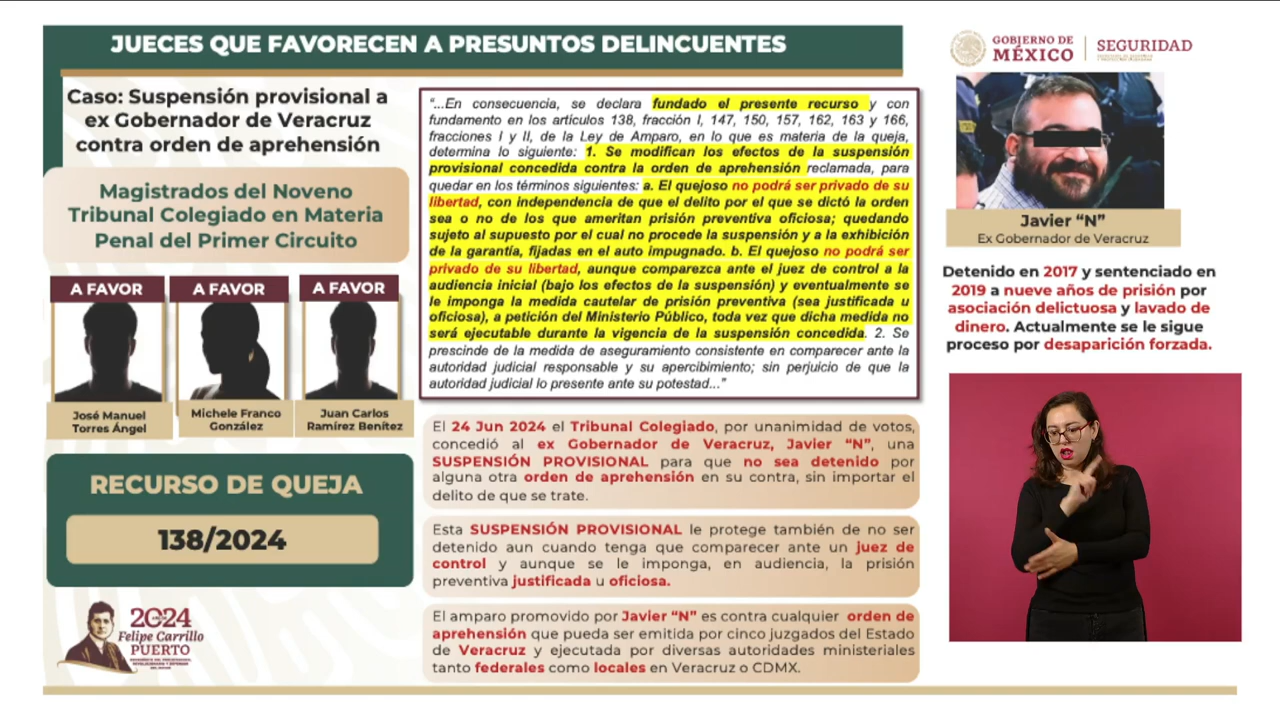 JUECES QUE FAVORECEN A PRESUNTOS DELINCUENTES
Caso: Suspensión provisional a
ex Gobernador de Veracruz
contra orden de aprehensión
Magistrados del Noveno
Tribunal Colegiado en Materia
Penal del Primer Circuito
A FAVOR
A FAVOR
A FAVOR
José Manuel
Torres Ángel
Michele Franco
González
Juan Carlos
Ramírez Benítez
RECURSO DE QUEJA
138/2024
2024
Felipe Carrillo
PUERTO
"...En consecuencia, se declara fundado el presente recurso y con
fundamento en los artículos 138, fracción I, 147, 150, 157, 162, 163 y 166,
fracciones I y II, de la Ley de Amparo, en lo que es materia de la queja,
determina lo siguiente: 1. Se modifican los efectos de la suspensión
provisional concedida contra la orden de aprehensión reclamada, para
quedar en los términos siguientes: a. El quejoso no podrá ser privado de su
libertad, con independencia de que el delito por el que se dictó la orden
sea o no de los que ameritan prisión preventiva oficiosa; quedando
sujeto al supuesto por el cual no procede la suspensión y a la exhibición
de la garantía, fijadas en el auto impugnado. b. El quejoso no podrá ser
privado de su libertad, aunque comparezca ante el juez de control a la
audiencia inicial (bajo los efectos de la suspensión) y eventualmente se
le imponga la medida cautelar de prisión preventiva (sea justificada u
oficiosa), a petición del Ministerio Público, toda vez que dicha medida no
será ejecutable durante la vigencia de la suspensión concedida. 2. Se
prescinde de la medida de aseguramiento consistente en comparecer ante la
autoridad judicial responsable y su apercibimiento; sin perjuicio de que la
autoridad judicial lo presente ante su potestad..."
El 24 Jun 2024 el Tribunal Colegiado, por unanimidad de votos,
concedió al ex Gobernador de Veracruz, Javier "N", una
SUSPENSIÓN PROVISIONAL para que no sea detenido por
alguna otra orden de aprehensión en su contra, sin importar el
delito de que se trate.
Esta SUSPENSIÓN PROVISIONAL le protege también de no ser
detenido aun cuando tenga que comparecer ante un juez de
control y aunque se le imponga, en audiencia, la prisión
preventiva justificada u oficiosa.
El amparo promovido por Javier "N" es contra cualquier orden de
aprehensión que pueda ser emitida por cinco juzgados del Estado
de Veracruz y ejecutada por diversas autoridades ministeriales
tanto federales como locales en Veracruz o CDMX.
GOBIERNO DE
MÉXICO
SEGURIDAD
Javier "N"
Ex Gobernador de Veracruz
Detenido en 2017 y sentenciado en
2019 a nueve años de prisión por
asociación delictuosa y lavado de
dinero. Actualmente se le sigue
proceso por desaparición forzada.